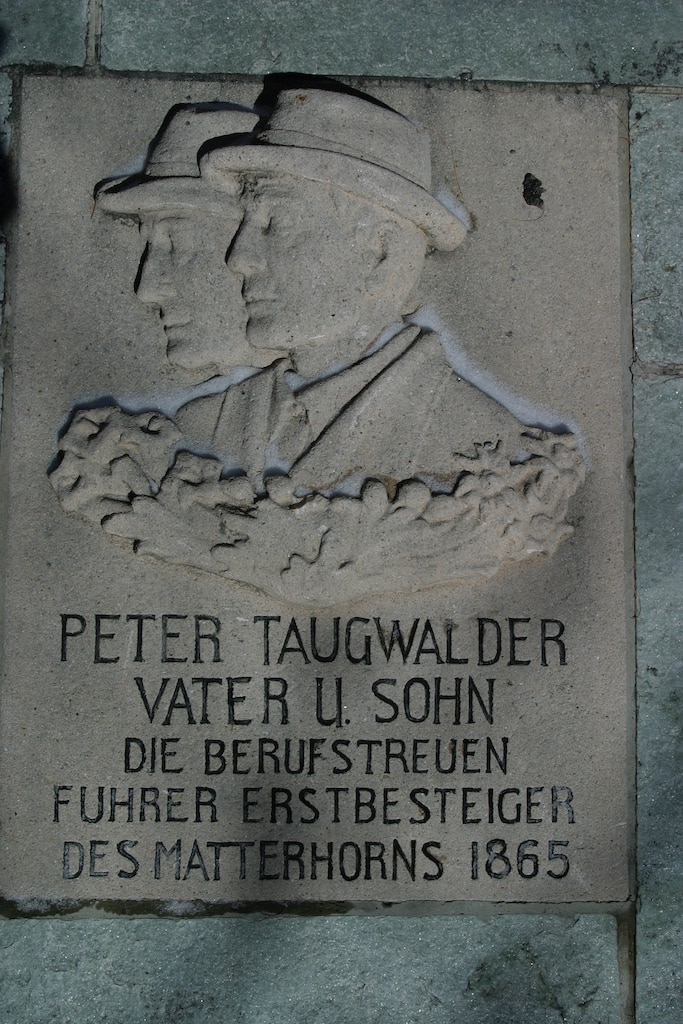 PETER TAUGWALDER
VATER U. SOHN
DIE BERUFSTREUEN
FUHRER ERSTBESTEIGER
DES MATTERHORNS 1865